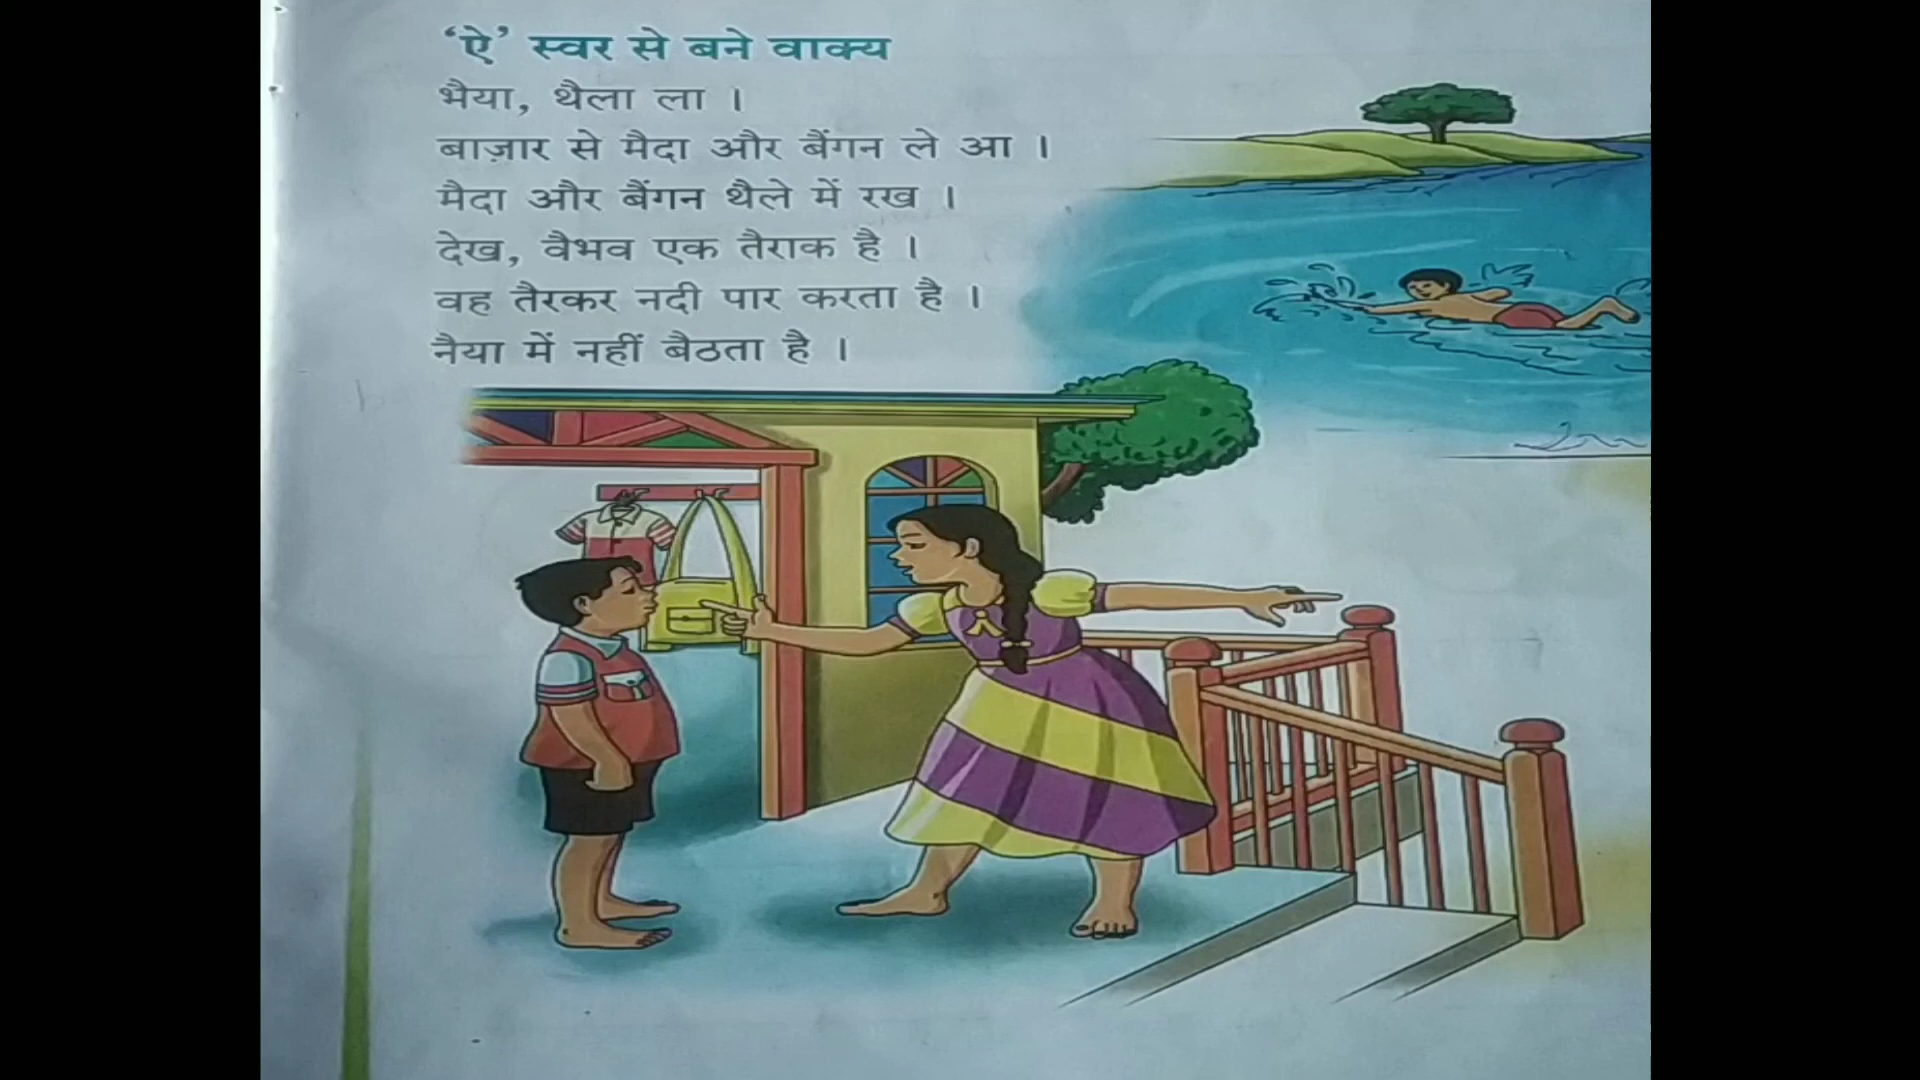 ‘ऐ’ स्वर से बने वाक्य
भैया, थैला ला ।
बाज़ार से मैदा और बैंगन ले आ ।
मैदा और बैंगन थैले में रख ।
देख, वैभव एक तैराक है ।
वह तैरकर नदी पार करता है ।
नैया में नहीं बैठता है ।